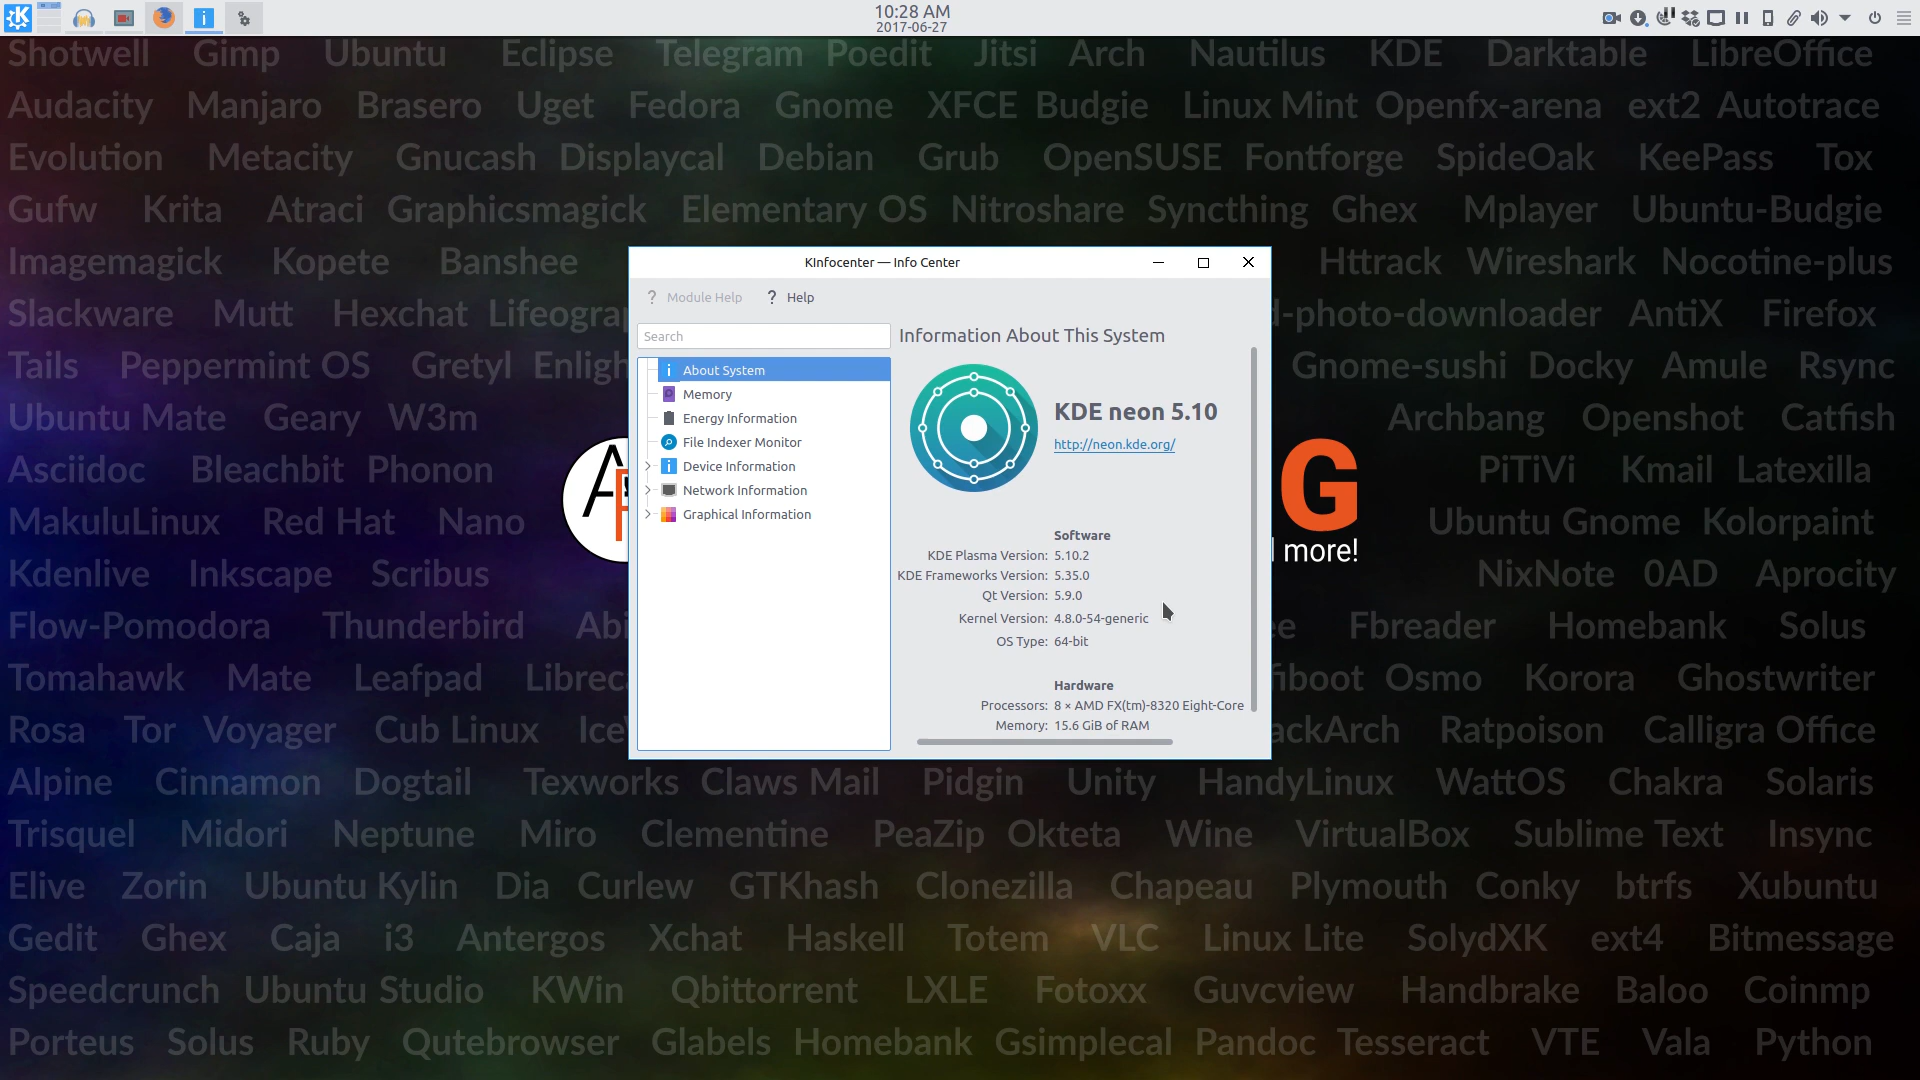 10:28 AM
2017-06-27
Shotwell Gimp Ubuntu Eclipse Telegram Poedit Jitsi Arch Nautilus KDE Darktable LibreOffice
Audacity Manjaro Brasero Uget Fedora Gnome XFCE Budgie Linux Mint Openfx-arena ext2 Autotrace
Evolution Metacity Gnucash Displaycal Debian Grub OpenSUSE Fontforge SpideOak KeePass Tox
Gufw Krita Atraci Graphicsmagick Elementary OS Nitroshare Syncthing Ghex Mplayer Ubuntu-Budgie
Imagemagick Kopete Banshee Httrack Wireshark Nocotine-plus
Slackware Mutt Hexchat Lifeogra d-photo-downloader AntiX Firefox
Tails Peppermint OS Gretyl Enligh Gnome-sushi Docky Amule Rsync
Ubuntu Mate Geary W3m Archbang Openshot Catfish
Asciidoc Bleachbit Phonon PiTiVi Kmail Latexilla
MakuluLinux Red Hat Nano Ubuntu Gnome Kolorpaint
Kdenlive Inkscape Scribus NixNote 0AD Aprocity
Flow-Pomodora Thunderbird Abi e Fbreader Homebank Solus
Tomahawk Mate Leafpad Libreca fiboot Osmo Korora Ghostwriter
Rosa Tor Voyager Cub Linux Ice ackArch Ratpoison Calligra Office
Alpine Cinnamon Dogtail Texworks Claws Mail Pidgin Unity HandyLinux WattOS Chakra Solaris
Trisquel Midori Neptune Miro Clementine PeaZip Okteta Wine VirtualBox Sublime Text Insync
Elive Zorin Ubuntu Kylin Dia Curlew GTKhash Clonezilla Chapeau Plymouth Conky btrfs Xubuntu
Gedit Ghex Caja i3 Antergos Xchat Haskell Totem VLC Linux Lite SolydXK ext4 Bitmessage
Speedcrunch Ubuntu Studio KWin Qbittorrent LXLE Fotoxx Guvcview Handbrake Baloo Coinmp
Porteus Solus Ruby Qutebrowser Glabels Homebank Gsimplecal Pandoc Tesseract VTE Vala Python
G
more!
KInfocenter — Info Center
? Module Help ? Help
Search
About System
Memory
Energy Information
File Indexer Monitor
Device Information
Network Information
Graphical Information
Information About This System
KDE neon 5.10
http://neon.kde.org/
Software
KDE Plasma Version: 5.10.2
KDE Frameworks Version: 5.35.0
Qt Version: 5.9.0
Kernel Version: 4.8.0-54-generic
OS Type: 64-bit
Hardware
Processors: 8 × AMD FX(tm)-8320 Eight-Core
Memory: 15.6 GiB of RAM